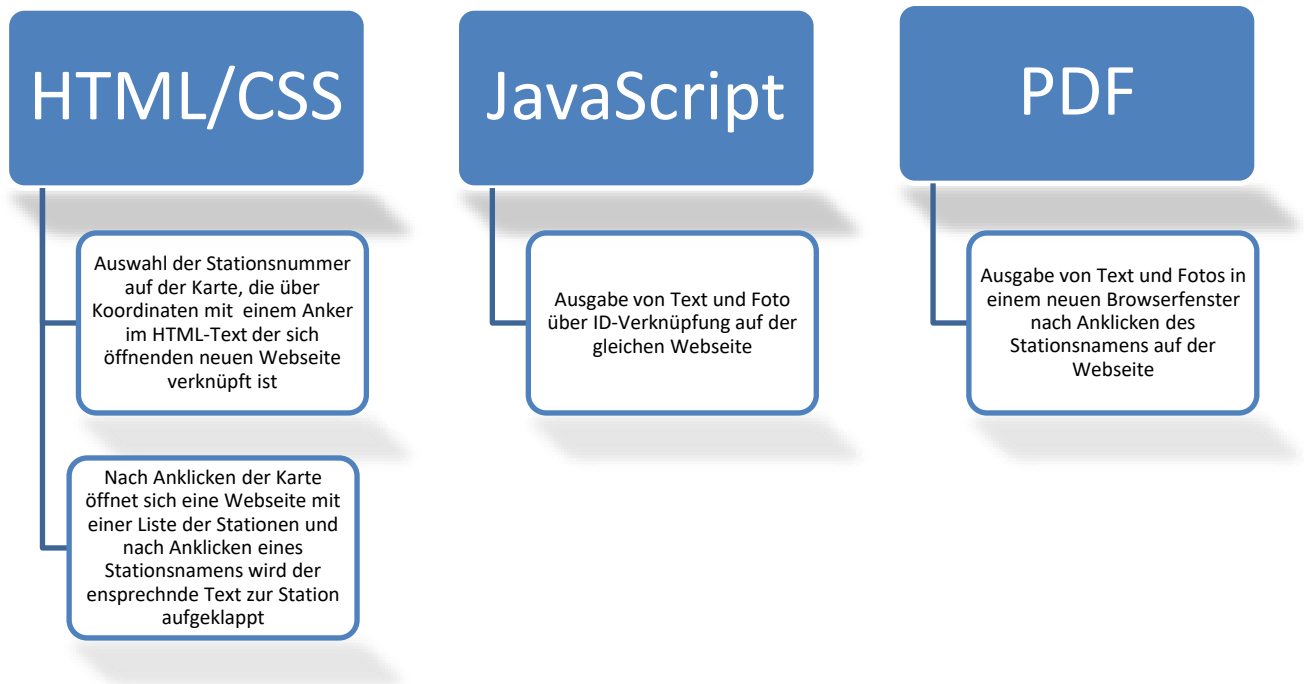 HTML/CSS
Auswahl der Stationsnummer
auf der Karte, die über
Koordinaten mit einem Anker
im HTML-Text der sich
öffnenden neuen Webseite
verknüpft ist
Nach Anklicken der Karte
öffnet sich eine Webseite mit
einer Liste der Stationen und
nach Anklicken eines
Stationsnamens wird der
ensprechnde Text zur Station
aufgeklappt
JavaScript
Ausgabe von Text und Foto
über ID-Verknüpfung auf der
gleichen Webseite
PDF
Ausgabe von Text und Fotos in
einem neuen Browserfenster
nach Anklicken des
Stationsnamens auf der
Webseite